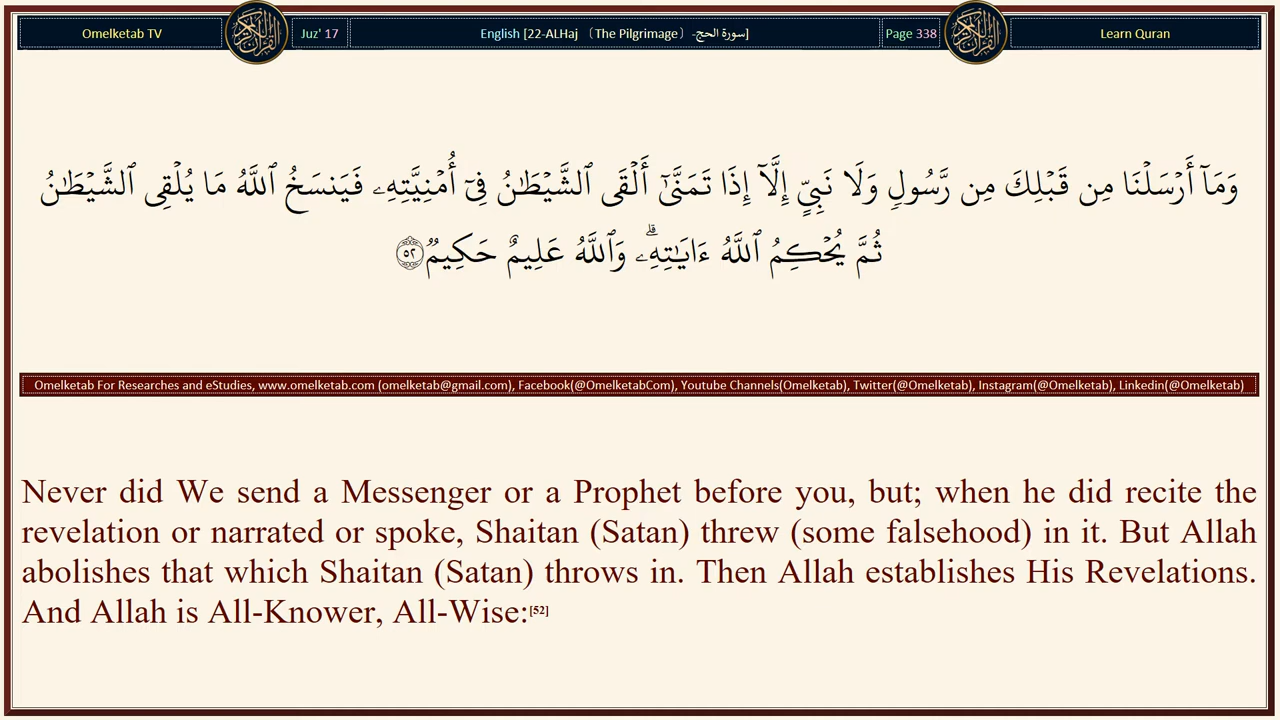 Omelketab TV
Juz' 17
English [22-ALHaj （The Pilgrimage）-سورة الحج]
Page 338
Learn Quran
وَمَآ أَرۡسَلۡنَا مِن قَبۡلِكَ مِن رَّسُولٖ وَلَا نَبِيٍّ إِلَّآ إِذَا تَمَنَّىٰٓ أَلۡقَى ٱلشَّيۡطَٰنُ فِيٓ أُمۡنِيَّتِهِۦ فَيَنسَخُ ٱللَّهُ مَا يُلۡقِي ٱلشَّيۡطَٰنُ
ثُمَّ يُحۡكِمُ ٱللَّهُ ءَايَٰتِهِۦۗ وَٱللَّهُ عَلِيمٌ حَكِيمٞ ٥٢
Omelketab For Researches and eStudies, www.omelketab.com (omelketab@gmail.com), Facebook(@OmelketabCom), Youtube Channels(Omelketab), Twitter(@Omelketab), Instagram(@Omelketab), Linkedin(@Omelketab)
Never did We send a Messenger or a Prophet before you, but; when he did recite the
revelation or narrated or spoke, Shaitan (Satan) threw (some falsehood) in it. But Allah
abolishes that which Shaitan (Satan) throws in. Then Allah establishes His Revelations.
And Allah is All-Knower, All-Wise:[52]